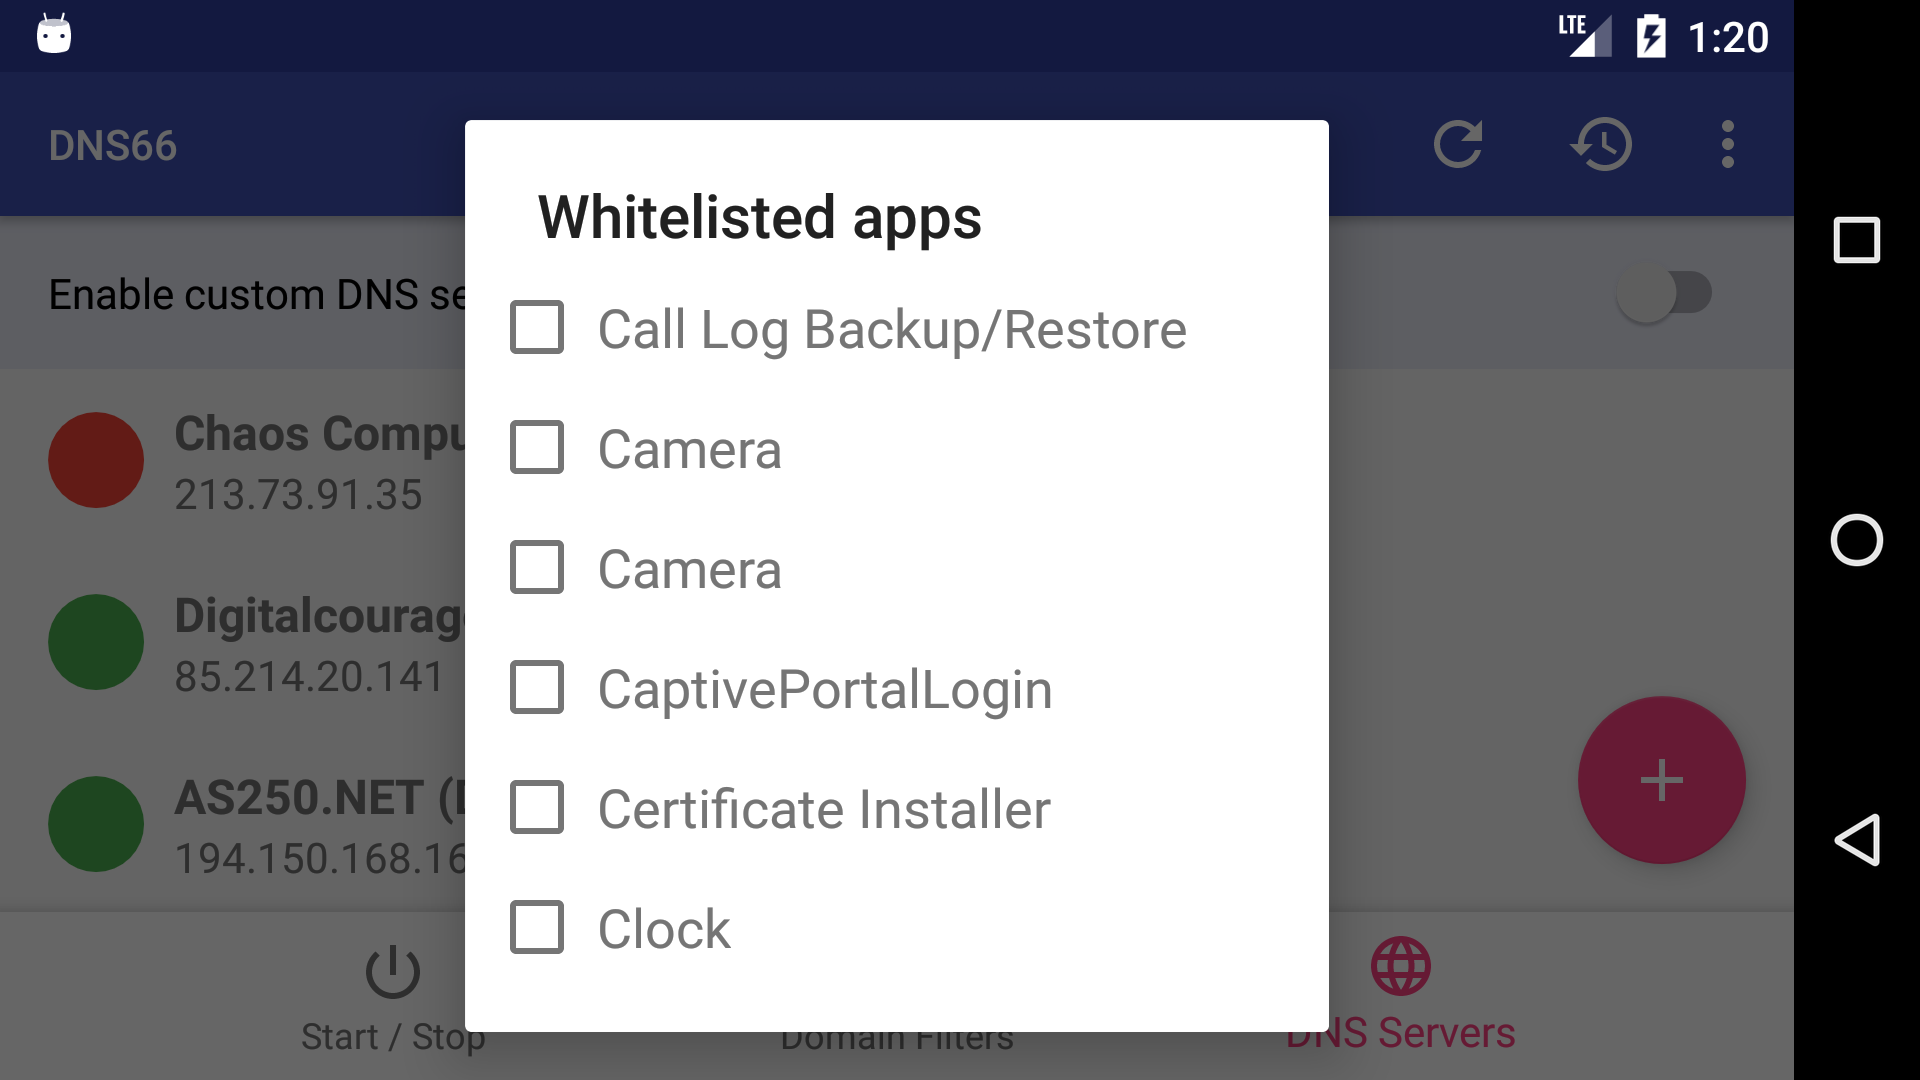 LTE 1:20
DNS66
Whitelisted apps
Enable custom DNS se
Call Log Backup/Restore
Camera
Camera
CaptivePortalLogin
Certificate Installer
Clock
Chaos Compu
213.73.91.35
Digitalcourage
85.214.20.141
AS250.NET (D
194.150.168.16
Start / Stop
Domain Filters
DNS Servers